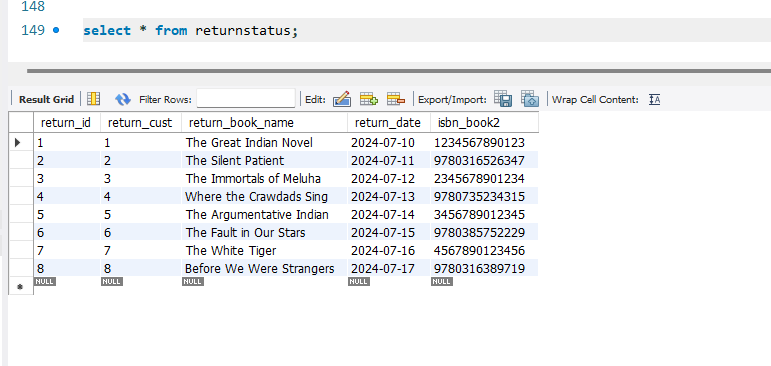 148
149 select * from returnstatus;
Result Grid Filter Rows: Edit: Export/Import: Wrap Cell Content: IA
return_id return_cust return_book_name return_date isbn_book2
1 1 The Great Indian Novel 2024-07-10 1234567890123
2 2 The Silent Patient 2024-07-11 9780316526347
3 3 The Immortals of Meluha 2024-07-12 2345678901234
4 4 Where the Crawdads Sing 2024-07-13 9780735234315
5 5 The Argumentative Indian 2024-07-14 3456789012345
6 6 The Fault in Our Stars 2024-07-15 9780385752229
7 7 The White Tiger 2024-07-16 4567890123456
8 8 Before We Were Strangers 2024-07-17 9780316389719
NULL NULL NULL NULL NULL